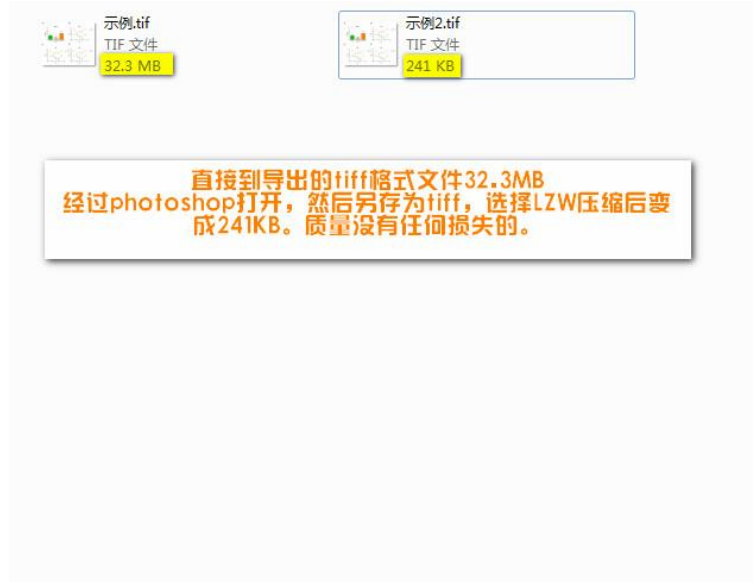 示例.tif
TIF 文件
32.3 MB
示例2.tif
TIF 文件
241 KB
直接到导出的tiff格式文件32.3MB
经过photoshop打开，然后另存为tiff，选择LZW压缩后变
成241KB。质量没有任何损失的。